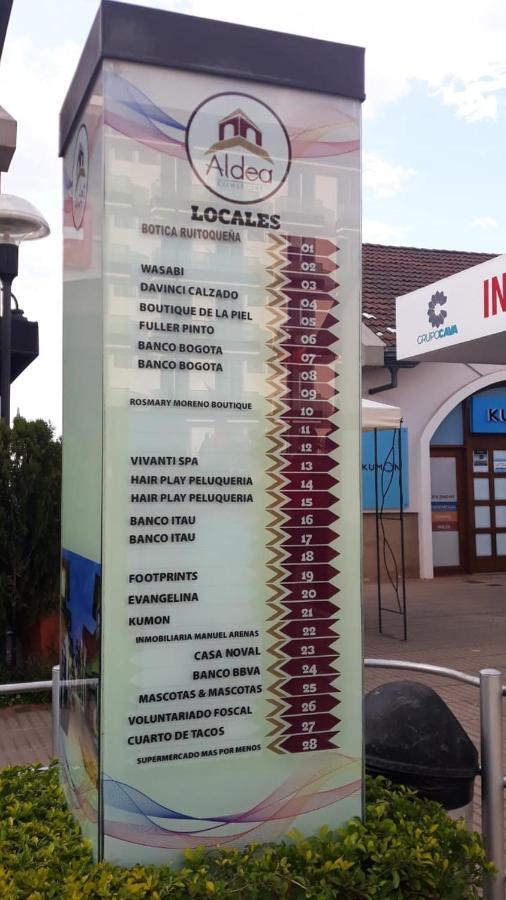 Aldea
COMERCIAL
LOCALES
BOTICA RUITOQUEÑA 01
02
WASABI 03
DAVINCI CALZADO 04
BOUTIQUE DE LA PIEL 05
FULLER PINTO 06
BANCO BOGOTA 07
BANCO BOGOTA 08
09
ROSMARY MORENO BOUTIQUE 10
11
12
VIVANTI SPA 13
HAIR PLAY PELUQUERIA 14
HAIR PLAY PELUQUERIA 15
BANCO ITAU 16
BANCO ITAU 17
18
FOOTPRINTS 19
EVANGELINA 20
KUMON 21
INMOBILIARIA MANUEL ARENAS 22
CASA NOVAL 23
BANCO BBVA 24
MASCOTAS & MASCOTAS 25
VOLUNTARIADO FOSCAL 26
CUARTO DE TACOS 27
SUPERMERCADO MAS POR MENOS 28
GRUPOCAVA
IN
KUMON
KU